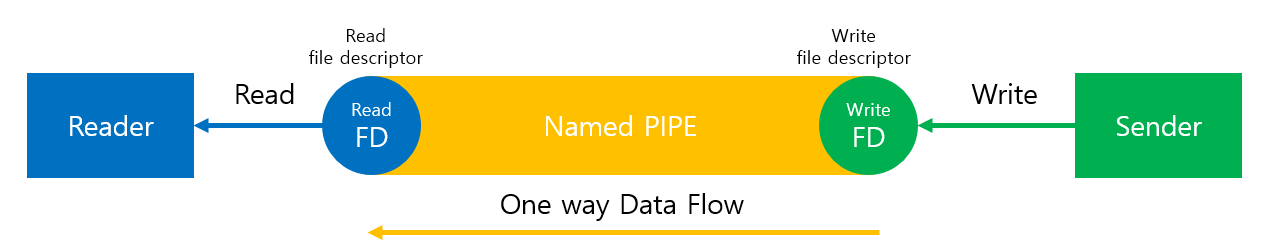 Read
file descriptor
Write
file descriptor
Reader
Read
Read
FD
Named PIPE
Write
FD
Write
Sender
One way Data Flow